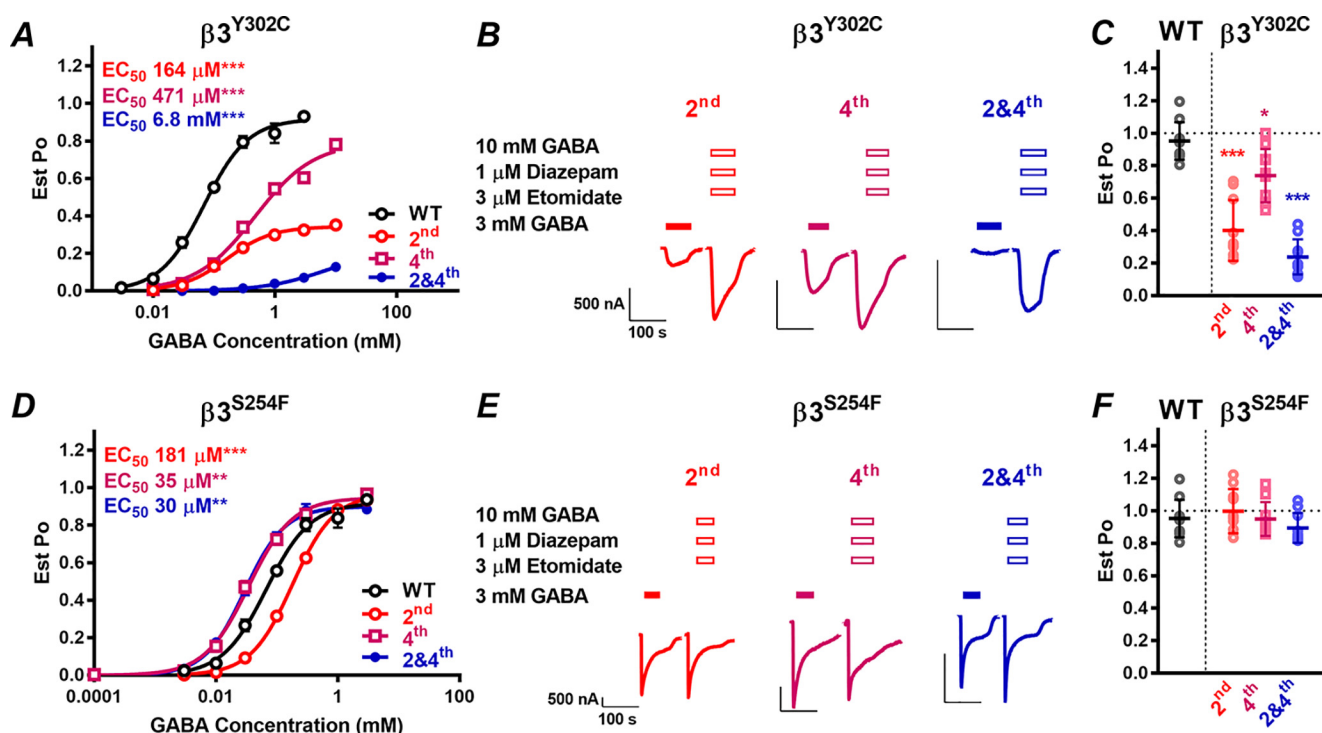 A
β3Y302C
EC50 164 μM***
EC50 471 μM***
EC50 6.8 mM***
Est Po
1.2
1.0
0.8
0.6
0.4
0.2
0.0
WT
2nd
4th
2&4th
0.01
1
100
GABA Concentration (mM)
B
β3Y302C
2nd
4th
2&4th
10 mM GABA
1 μM Diazepam
3 μM Etomidate
3 mM GABA
500 nA
100 s
C
WT
β3Y302C
Est Po
1.4
1.2
1.0
0.8
0.6
0.4
0.2
0.0
***
*
***
2nd
4th
2&4th
D
β3S254F
EC50 181 μM***
EC50 35 μM**
EC50 30 μM**
Est Po
1.2
1.0
0.8
0.6
0.4
0.2
0.0
WT
2nd
4th
2&4th
0.0001
0.01
1
100
GABA Concentration (mM)
E
β3S254F
2nd
4th
2&4th
10 mM GABA
1 μM Diazepam
3 μM Etomidate
3 mM GABA
500 nA
100 s
F
WT
β3S254F
Est Po
1.4
1.2
1.0
0.8
0.6
0.4
0.2
0.0
2nd
4th
2&4th